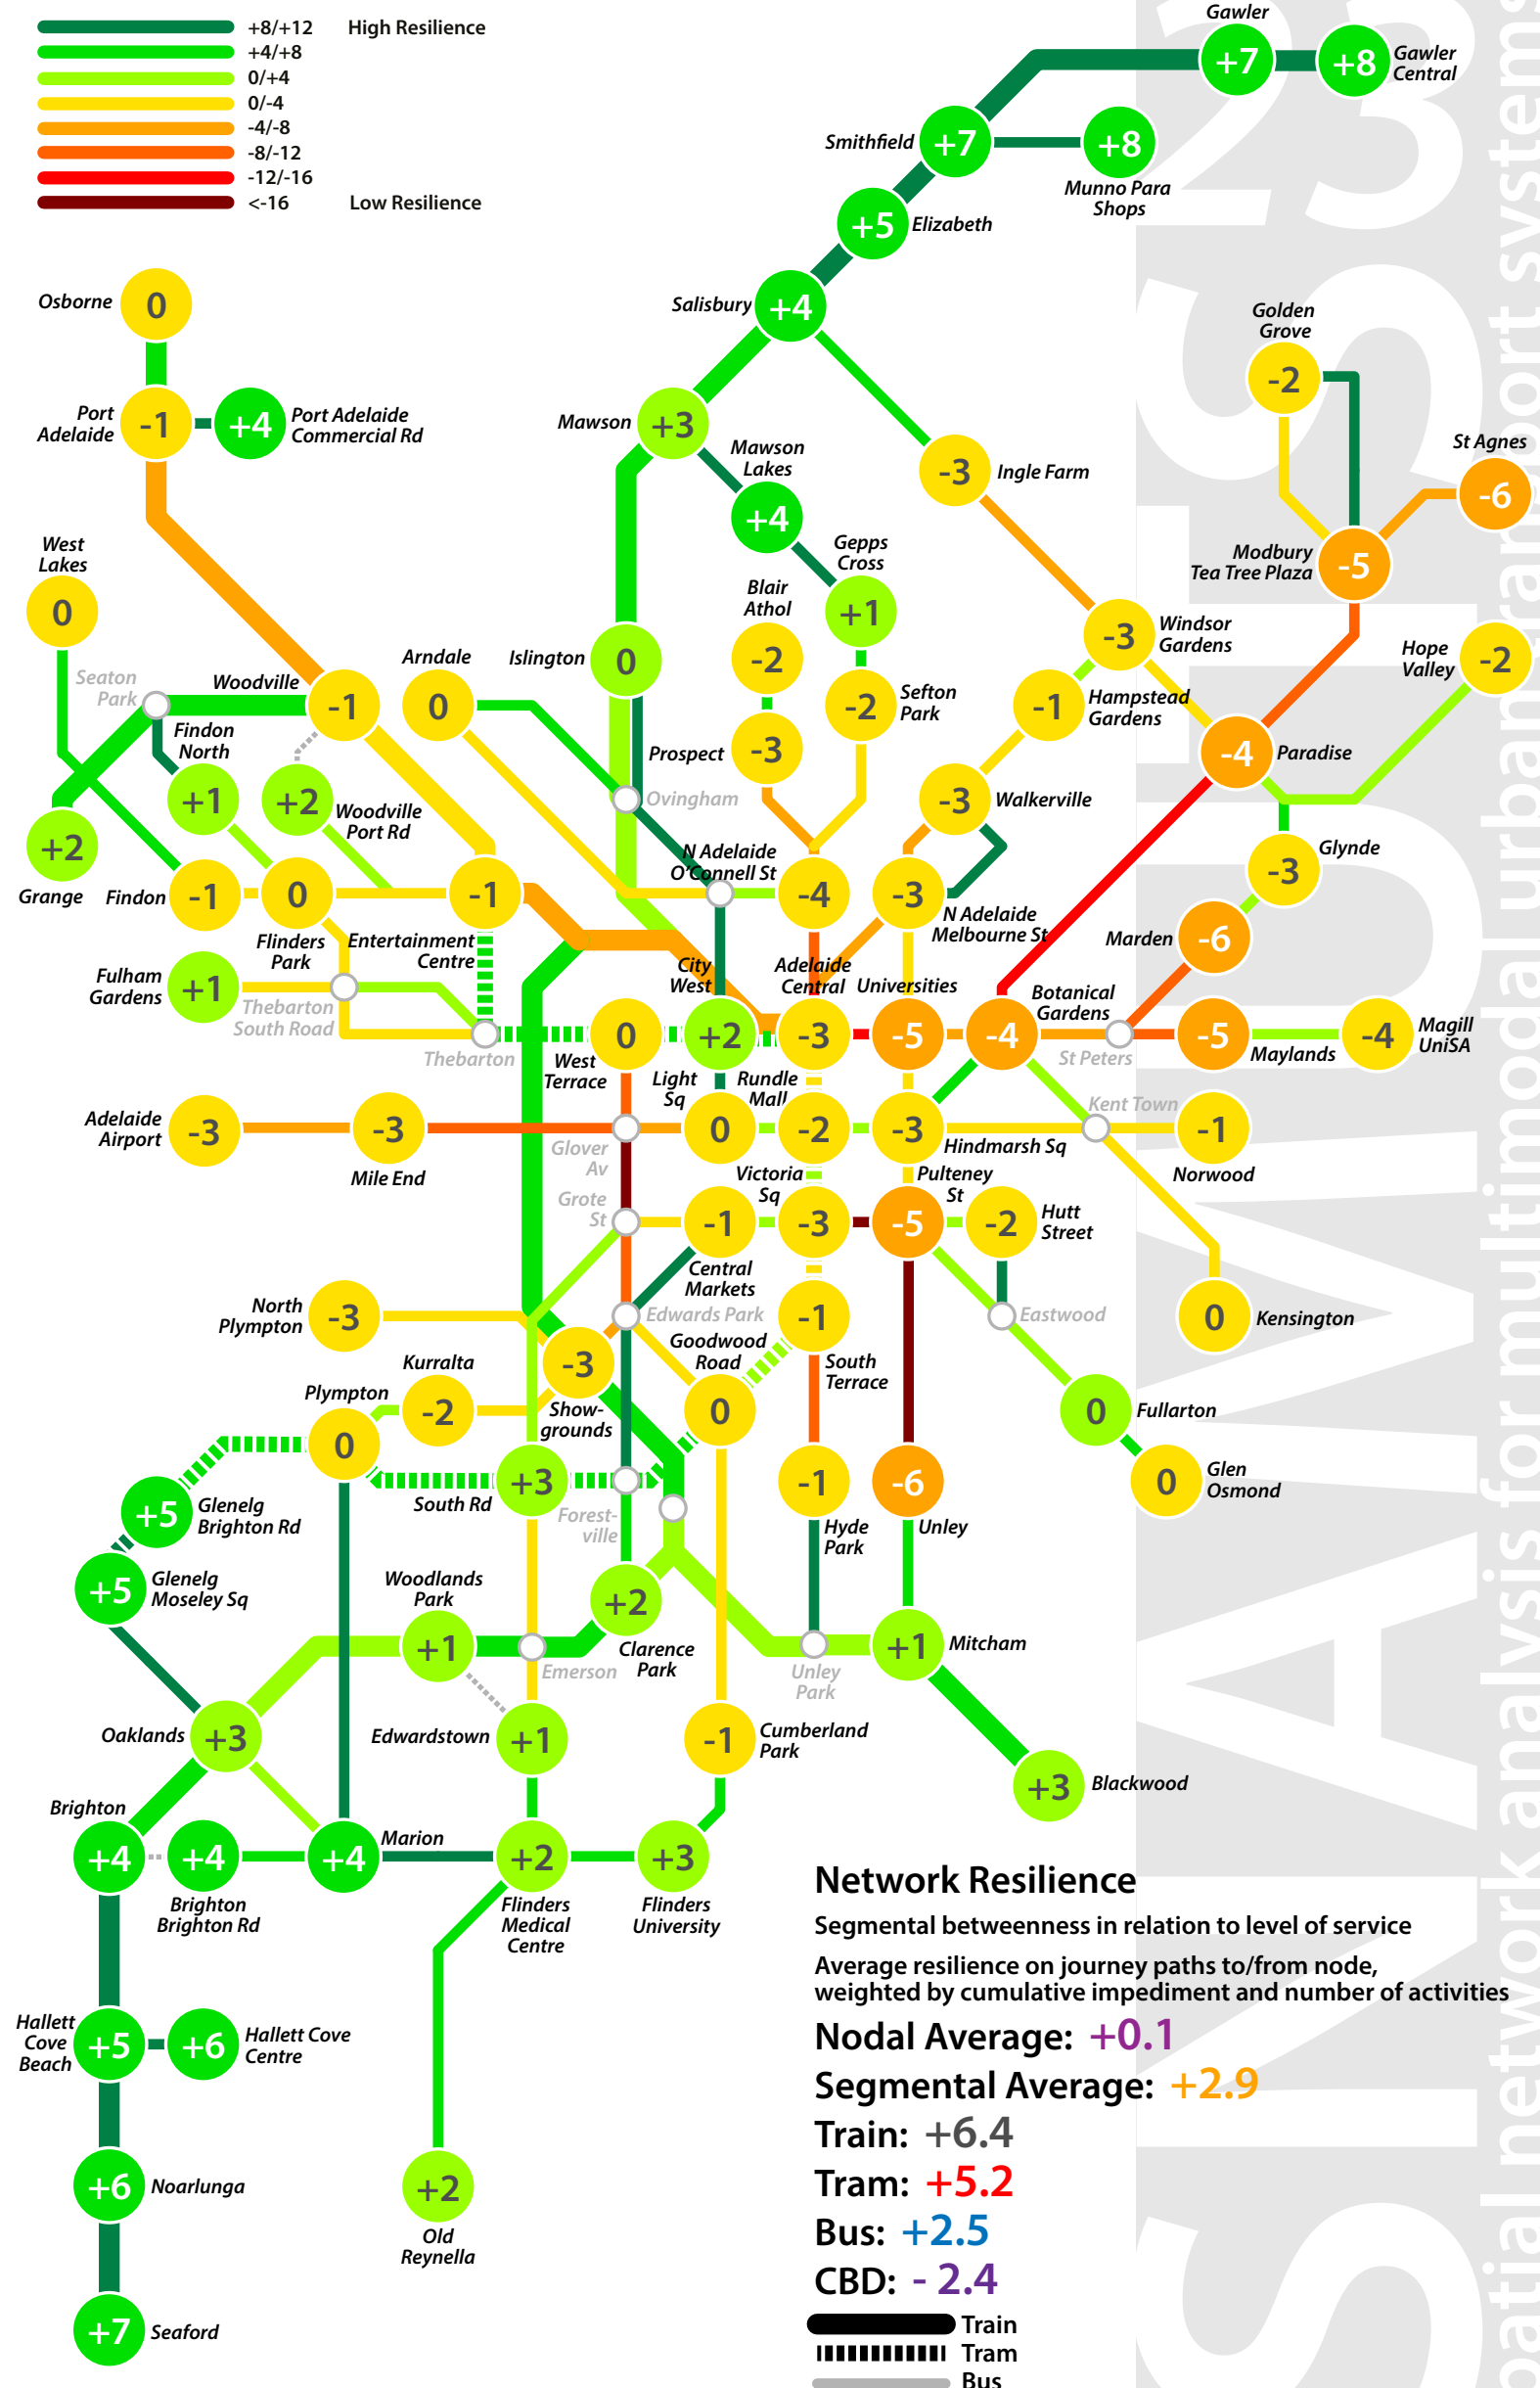 +8/+12 High Resilience
+4/+8
0/+4
0/-4
-4/-8
-8/-12
-12/-16
<-16 Low Resilience
Gawler
+7
+8
Gawler
Central
Smithfield
+7
+8
Munno Para
Shops
+5
Elizabeth
Salisbury
+4
Osborne
0
Golden
Grove
-2
Port
Adelaide
-1
+4
Port Adelaide
Commercial Rd
Mawson
+3
Mawson
Lakes
+4
-3
Ingle Farm
St Agnes
-6
West
Lakes
0
Gepps
Cross
+1
Blair
Athol
-2
Modbury
Tea Tree Plaza
-5
-3
Windsor
Gardens
Hope
Valley
-2
Seaton
Park
Woodville
-1
Arndale
0
Islington
0
Sefton
Park
-2
-1
Hampstead
Gardens
Findon
North
+1
+2
Woodville
Port Rd
Prospect
-3
Ovingham
-3
Walkerville
-4
Paradise
+2
Grange
Findon
-1
0
Flinders
Park
-1
Entertainment
Centre
N Adelaide
O'Connell St
-4
-3
N Adelaide
Melbourne St
-3
Glynde
Marden
-6
Fulham
Gardens
+1
Thebarton
South Road
Thebarton
0
West
Terrace
City
West
+2
Adelaide
Central
-3
Universities
-5
-4
Botanical
Gardens
St Peters
-5
Maylands
-4
Magill
UniSA
Adelaide
Airport
-3
-3
Mile End
Glover
Av
Light
Sq
0
Rundle
Mall
-2
-3
Hindmarsh Sq
Kent Town
-1
Norwood
Grote
St
-1
Central
Markets
Victoria
Sq
-3
Pulteney
St
-5
-2
Hutt
Street
North
Plympton
-3
Edwards Park
-3
Show-
grounds
Goodwood
Road
0
-1
South
Terrace
Eastwood
0
Kensington
Kurralta
-2
Plympton
0
0
Fullarton
+5
Glenelg
Brighton Rd
South Rd
+3
Forest-
ville
-1
Hyde
Park
-6
Unley
0
Glen
Osmond
+5
Glenelg
Moseley Sq
Woodlands
Park
+1
+2
Clarence
Park
Emerson
Unley
Park
+1
Mitcham
Oaklands
+3
Edwardstown
+1
-1
Cumberland
Park
+3
Blackwood
Brighton
+4
+4
Brighton
Brighton Rd
+4
Marion
+2
Flinders
Medical
Centre
+3
Flinders
University
Hallett
Cove
Beach
+5
+6
Hallett Cove
Centre
+6
Noarlunga
+2
Old
Reynella
+7
Seaford
Network Resilience
Segmental betweenness in relation to level of service
Average resilience on journey paths to/from node,
weighted by cumulative impediment and number of activities
Nodal Average: +0.1
Segmental Average: +2.9
Train: +6.4
Tram: +5.2
Bus: +2.5
CBD: - 2.4
Train
Tram
Bus
SNAMUTS 23
spatial network analysis for multimodal urban transport systems